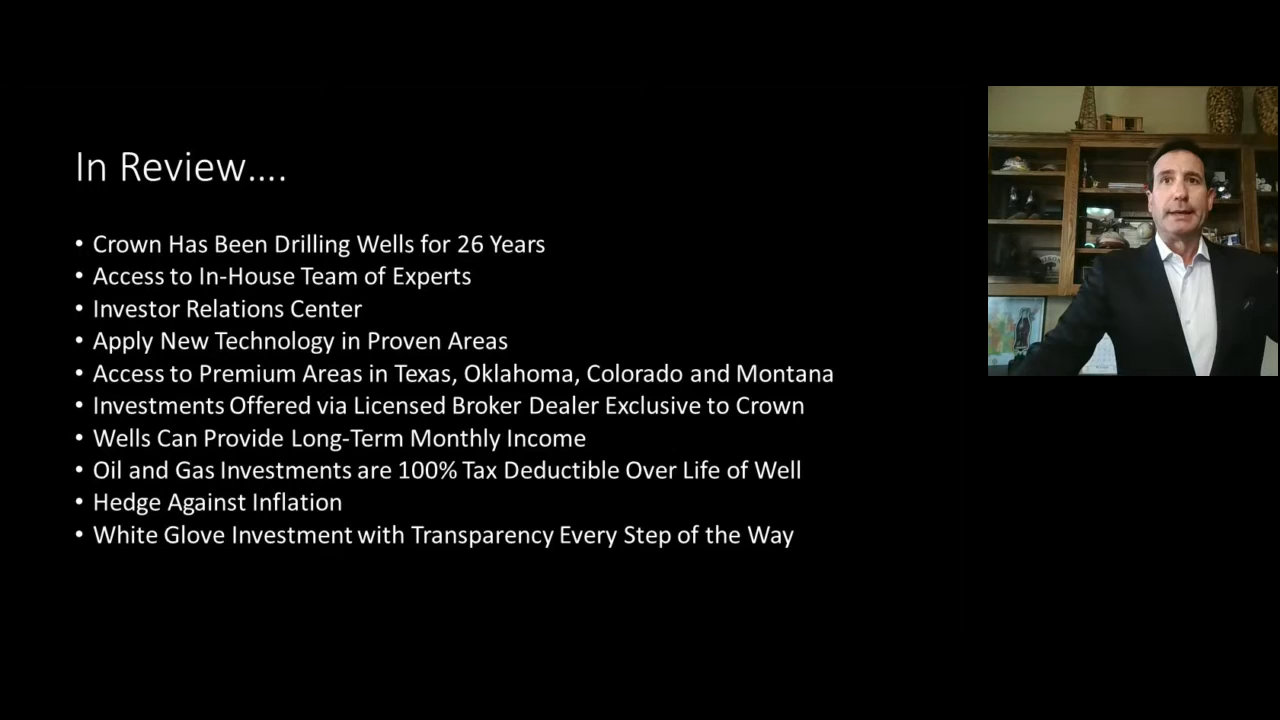 In Review....
• Crown Has Been Drilling Wells for 26 Years
• Access to In-House Team of Experts
• Investor Relations Center
• Apply New Technology in Proven Areas
• Access to Premium Areas in Texas, Oklahoma, Colorado and Montana
• Investments Offered via Licensed Broker Dealer Exclusive to Crown
• Wells Can Provide Long-Term Monthly Income
• Oil and Gas Investments are 100% Tax Deductible Over Life of Well
• Hedge Against Inflation
• White Glove Investment with Transparency Every Step of the Way